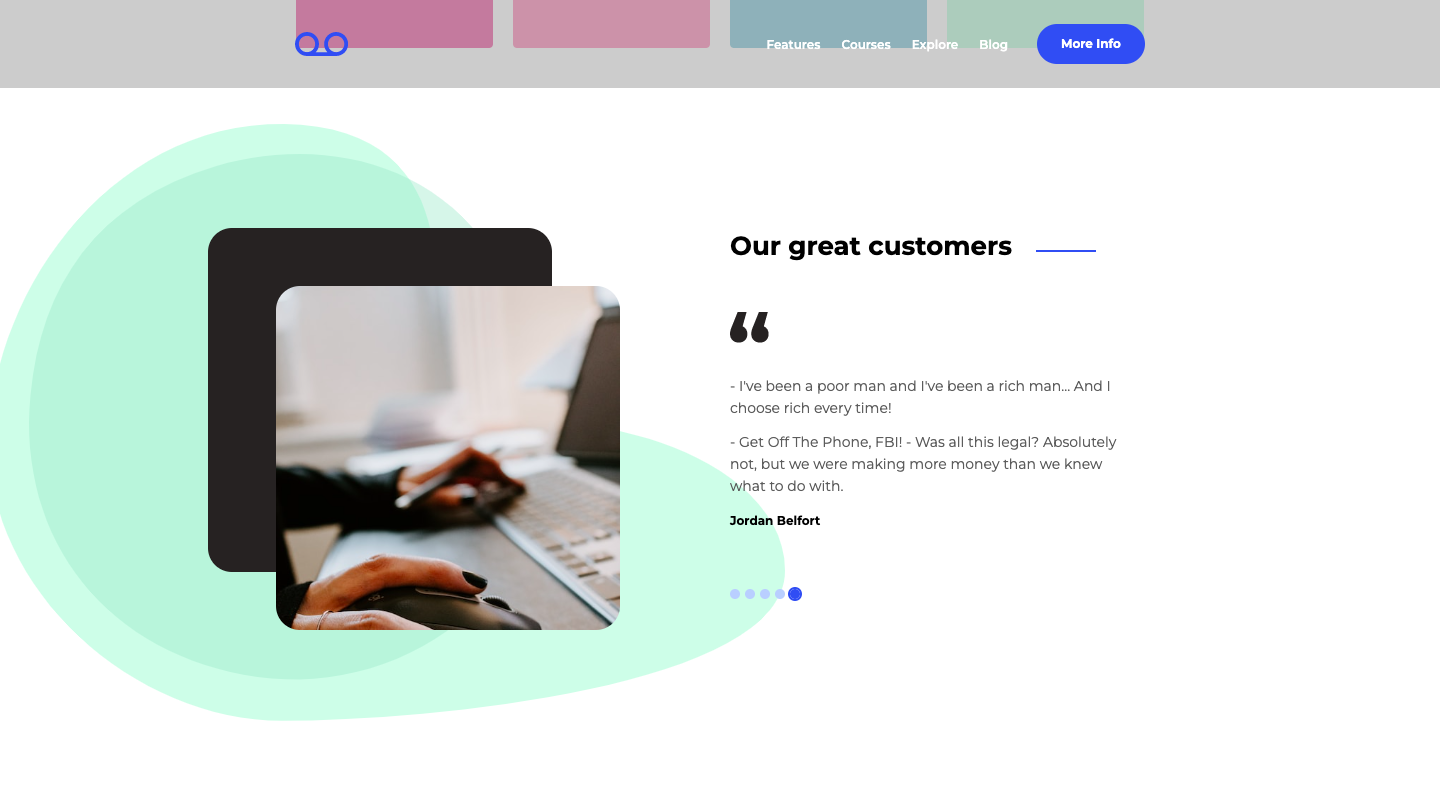 Features Courses Explore Blog More Info
Our great customers
“
- I've been a poor man and I've been a rich man... And I
choose rich every time!
- Get Off The Phone, FBI! - Was all this legal? Absolutely
not, but we were making more money than we knew
what to do with.
Jordan Belfort